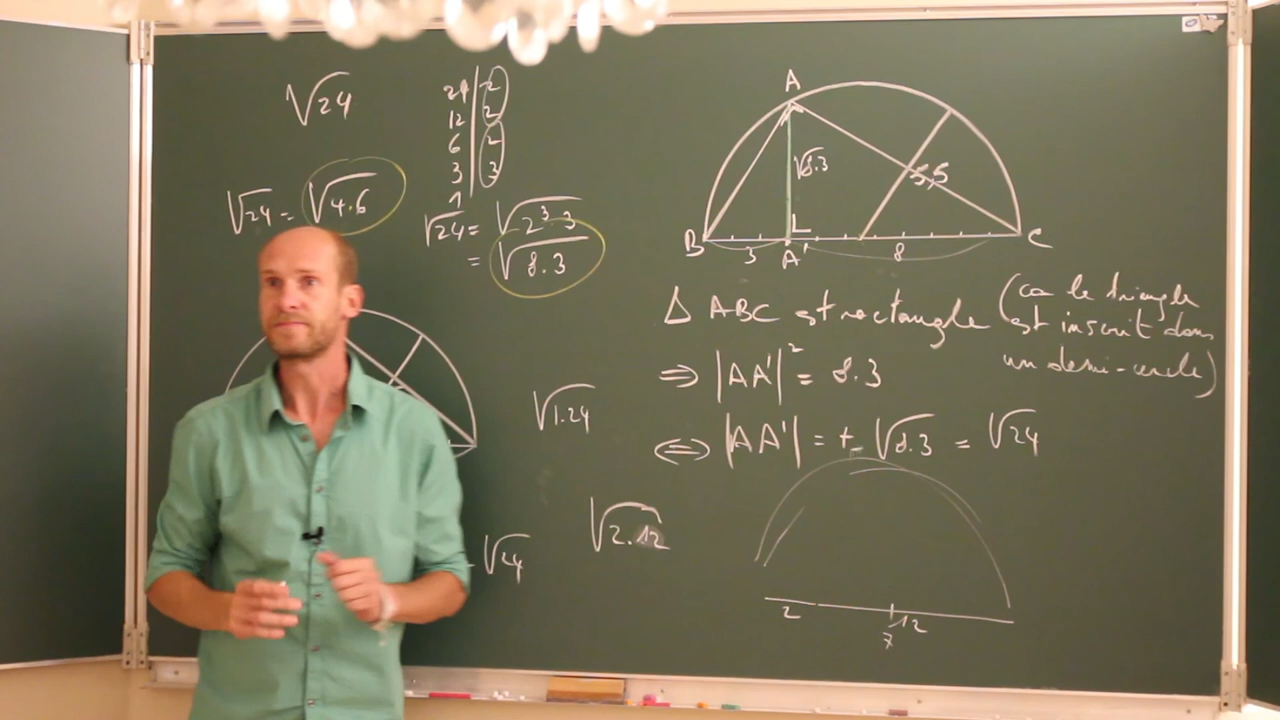 √24
24 | 2
12 | 2
6 | 2
3 | 3
1
√24 = √4.6
√24 = √2³.3
= √8.3
A
√8.3
5,5
B 3 A' 8 C
Δ ABC est rectangle (car le triangle
est inscrit dans
un demi-cercle)
⇒ |AA'|² = 8.3
⇔ |AA'| = + √8.3 = √24
√1.24
√2.12
√24
2 12
7